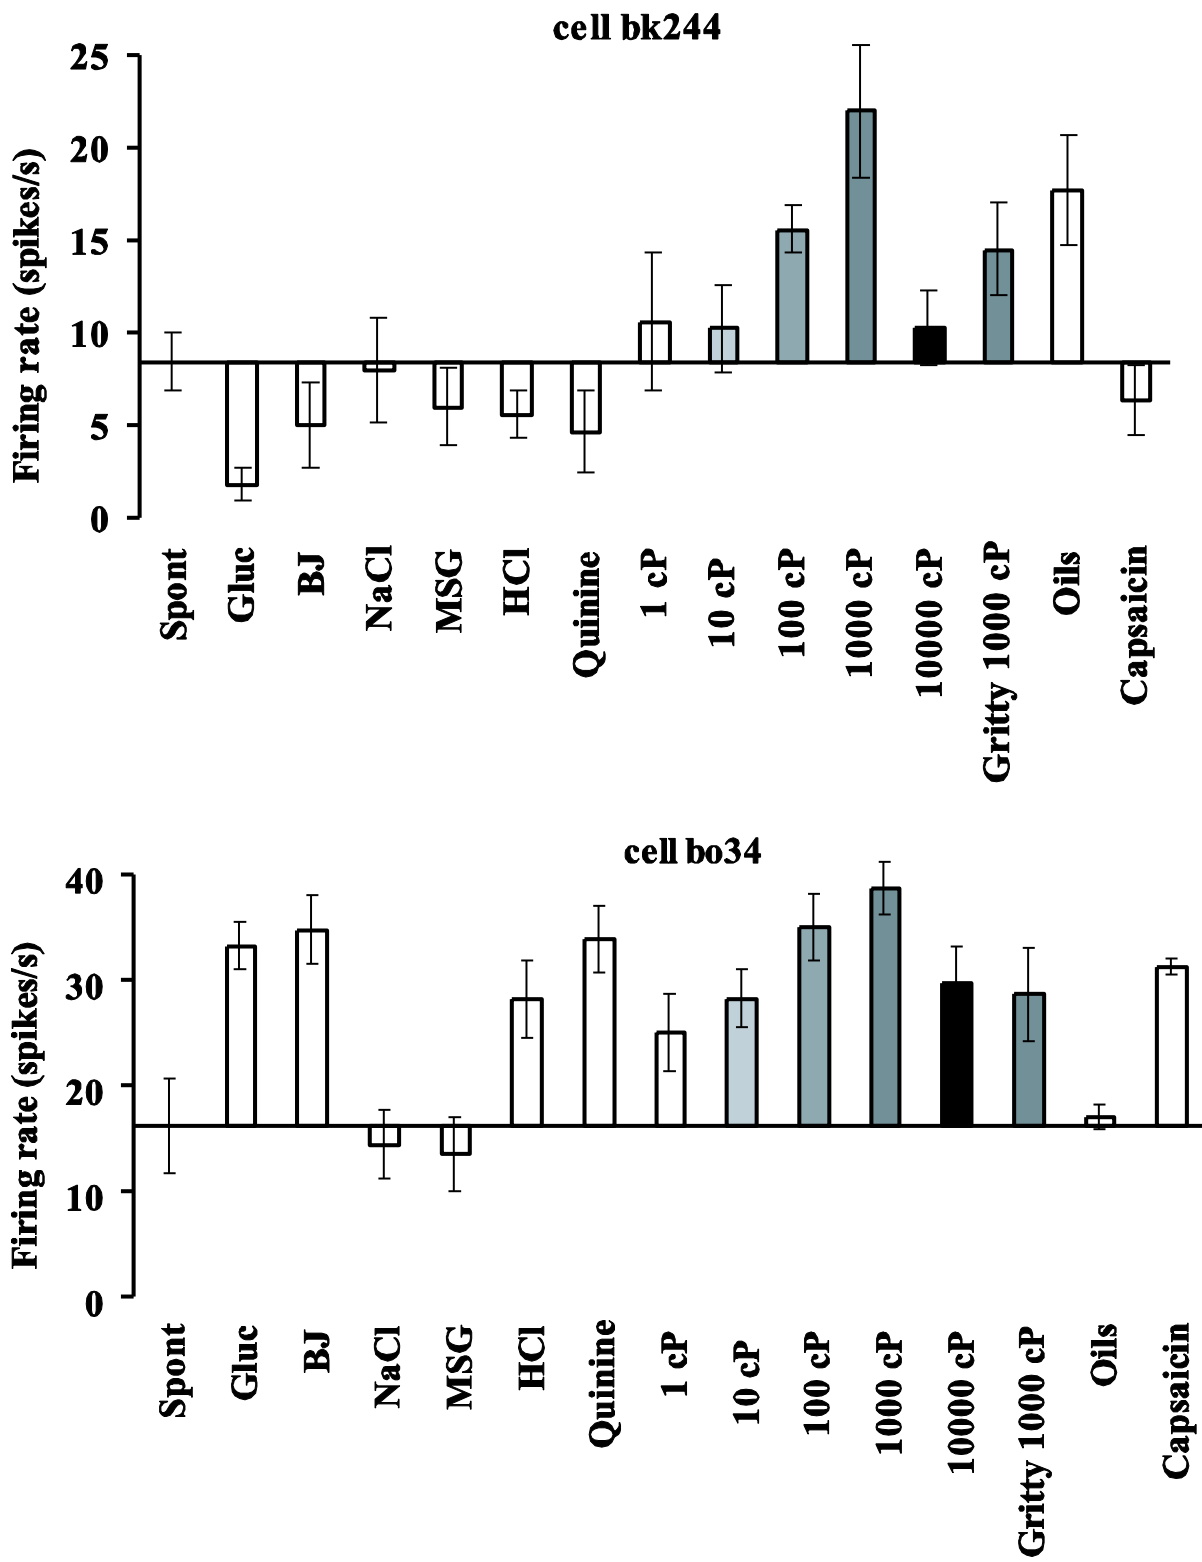 cell bk244
Firing rate (spikes/s)
25
20
15
10
5
0
Spont
Gluc
BJ
NaCl
MSG
HCl
Quinine
1 cP
10 cP
100 cP
1000 cP
10000 cP
Gritty 1000 cP
Oils
Capsaicin
cell bo34
Firing rate (spikes/s)
40
30
20
10
0
Spont
Gluc
BJ
NaCl
MSG
HCl
Quinine
1 cP
10 cP
100 cP
1000 cP
10000 cP
Gritty 1000 cP
Oils
Capsaicin